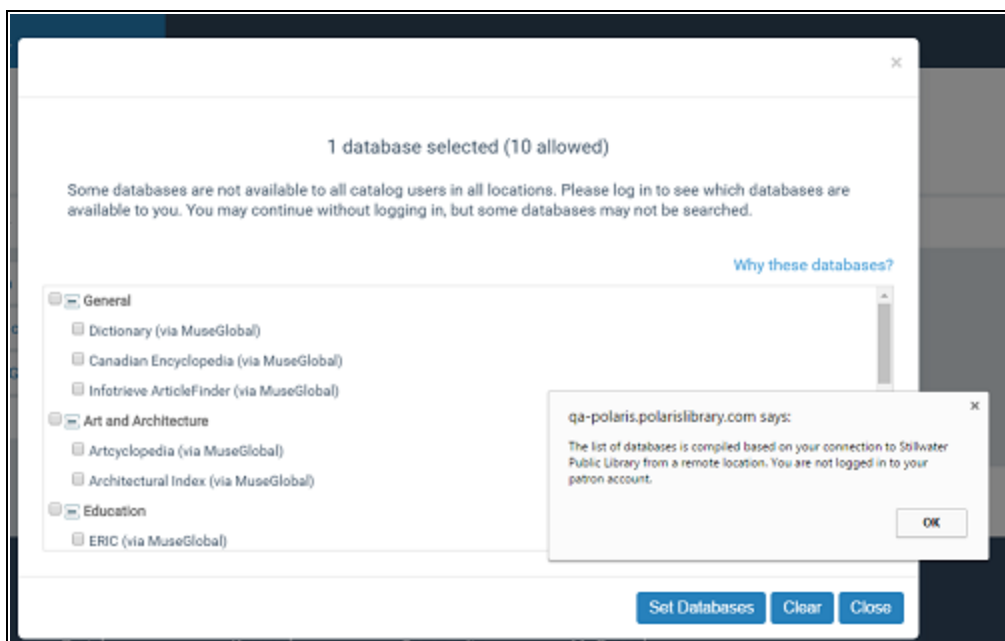 1 database selected (10 allowed)
Some databases are not available to all catalog users in all locations. Please log in to see which databases are
available to you. You may continue without logging in, but some databases may not be searched.
Why these databases?
General
Dictionary (via MuseGlobal)
Canadian Encyclopedia (via MuseGlobal)
Infotrieve ArticleFinder (via MuseGlobal)
Art and Architecture
Artcyclopedia (via MuseGlobal)
Architectural Index (via MuseGlobal)
Education
ERIC (via MuseGlobal)
qa-polaris.polarislibrary.com says:
The list of databases is compiled based on your connection to Stillwater
Public Library from a remote location. You are not logged in to your
patron account.
OK
Set Databases
Clear
Close